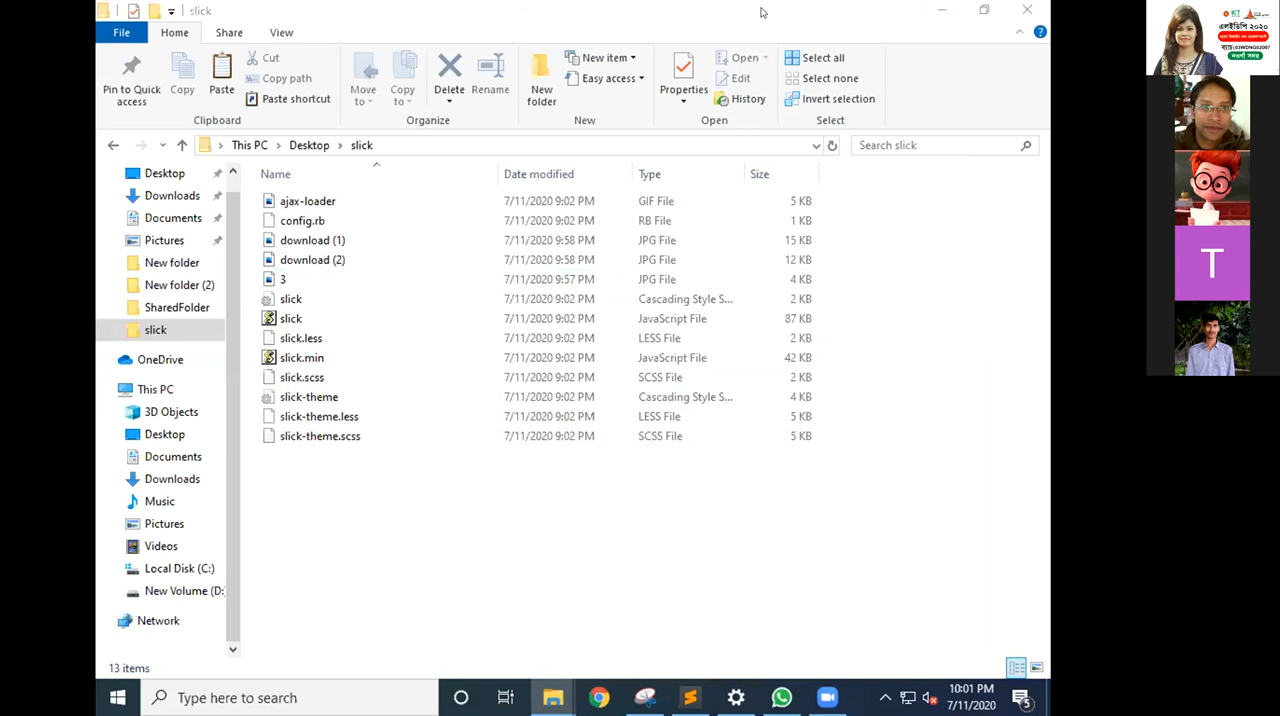 slick
File Home Share View
Pin to Quick access
Copy
Paste
Cut
Copy path
Paste shortcut
Clipboard
Move to
Copy to
Delete
Rename
Organize
New folder
New item
Easy access
New
Properties
Open
Edit
History
Open
Select all
Select none
Invert selection
Select
This PC > Desktop > slick
Search slick
Name Date modified Type Size
ajax-loader 7/11/2020 9:02 PM GIF File 5 KB
config.rb 7/11/2020 9:02 PM RB File 1 KB
download (1) 7/11/2020 9:58 PM JPG File 15 KB
download (2) 7/11/2020 9:58 PM JPG File 12 KB
3 7/11/2020 9:57 PM JPG File 4 KB
slick 7/11/2020 9:02 PM Cascading Style S... 2 KB
slick 7/11/2020 9:02 PM JavaScript File 87 KB
slick.less 7/11/2020 9:02 PM LESS File 2 KB
slick.min 7/11/2020 9:02 PM JavaScript File 42 KB
slick.scss 7/11/2020 9:02 PM SCSS File 2 KB
slick-theme 7/11/2020 9:02 PM Cascading Style S... 4 KB
slick-theme.less 7/11/2020 9:02 PM LESS File 5 KB
slick-theme.scss 7/11/2020 9:02 PM SCSS File 5 KB
Desktop
Downloads
Documents
Pictures
New folder
New folder (2)
SharedFolder
slick
OneDrive
This PC
3D Objects
Desktop
Documents
Downloads
Music
Pictures
Videos
Local Disk (C:)
New Volume (D:
Network
13 items
Type here to search
10:01 PM
7/11/2020
5
ICT
এলইডিপি ২০২০
ব্যাচ:03WDNG02007
T